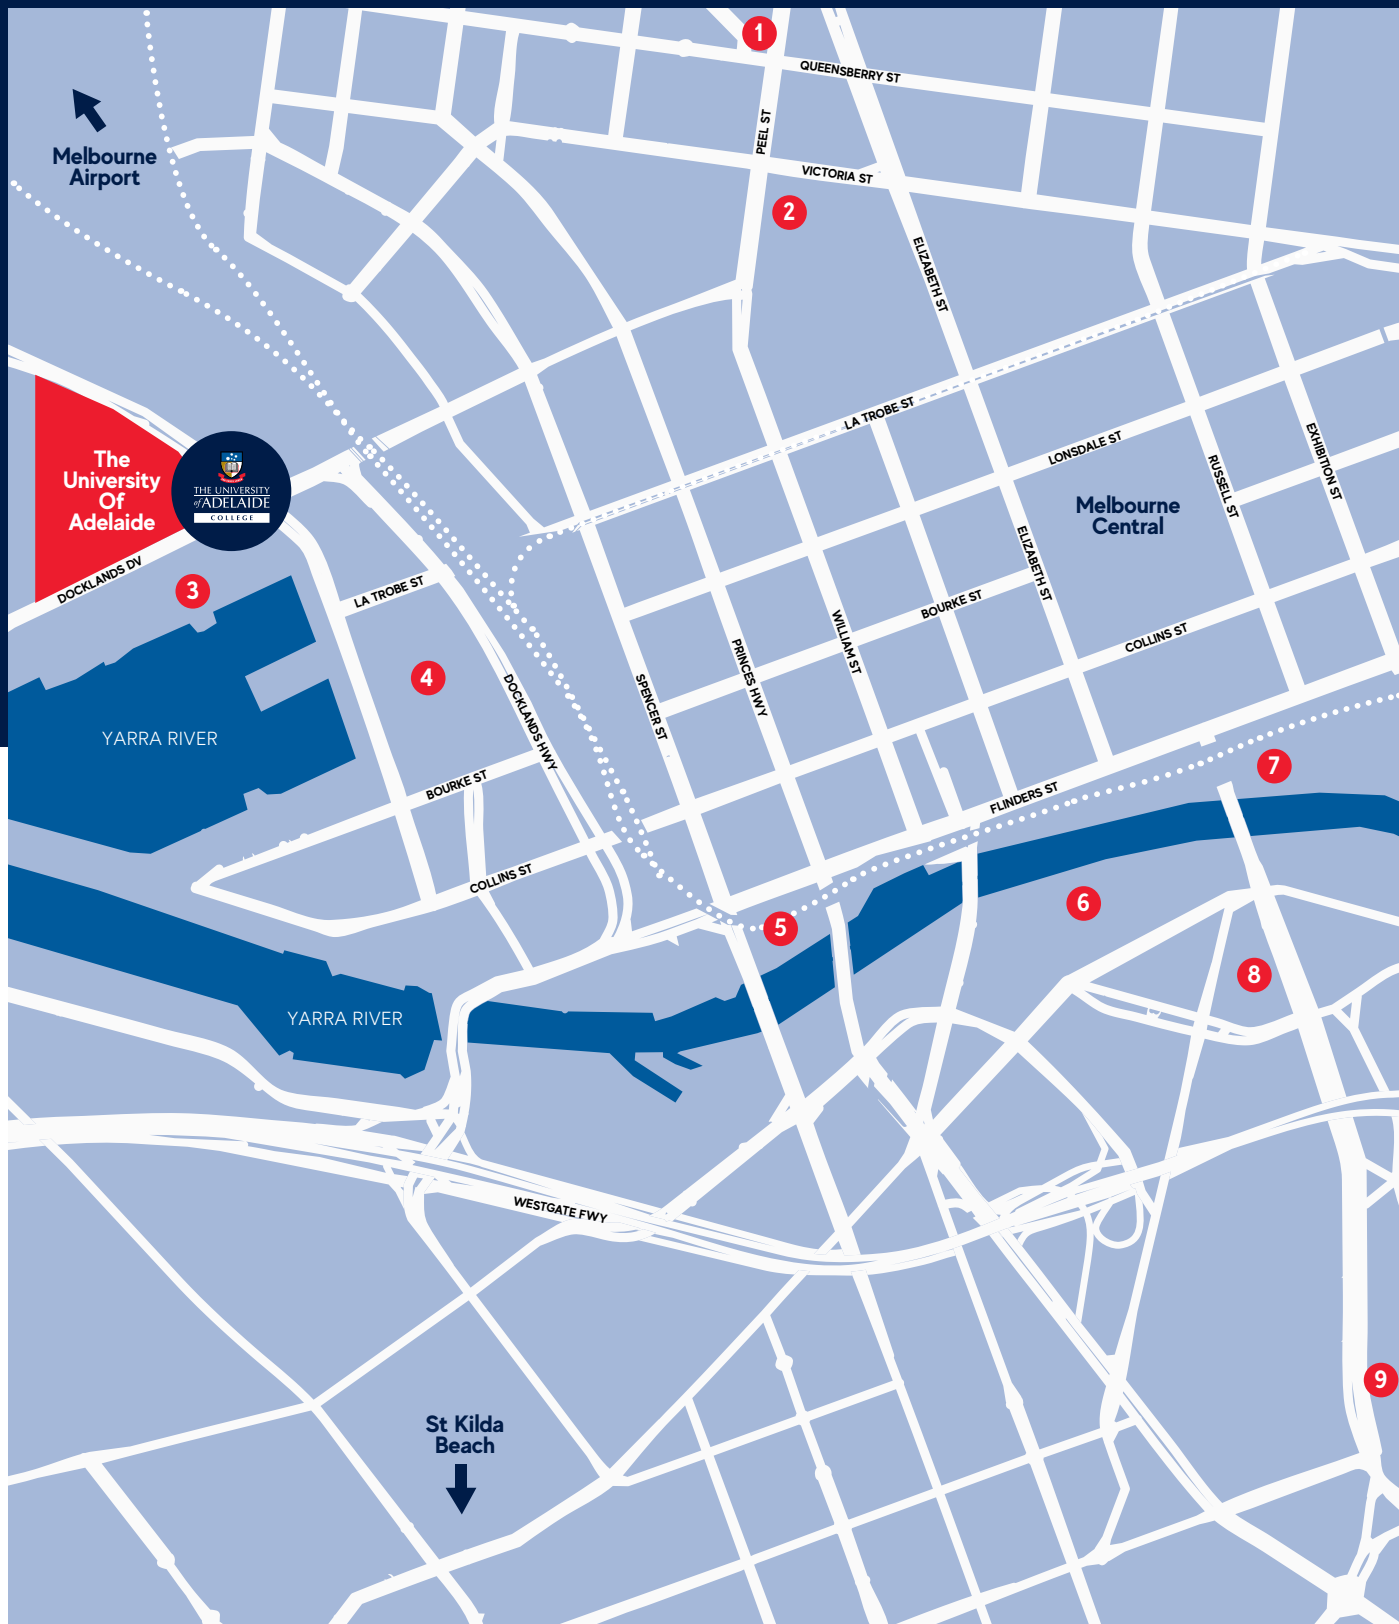 1
QUEENSBERRY ST
PEEL ST
Melbourne
Airport
VICTORIA ST
2
ELIZABETH ST
LA TROBE ST
LONSDALE ST
EXHIBITION ST
RUSSELL ST
The
University
Of
Adelaide
THE UNIVERSITY
of ADELAIDE
COLLEGE
Melbourne
Central
DOCKLANDS DV
3
LA TROBE ST
ELIZABETH ST
BOURKE ST
WILLIAM ST
COLLINS ST
PRINCES HWY
4
SPENCER ST
DOCKLANDS HWY
YARRA RIVER
7
BOURKE ST
FLINDERS ST
COLLINS ST
6
5
8
YARRA RIVER
WESTGATE FWY
9
St Kilda
Beach